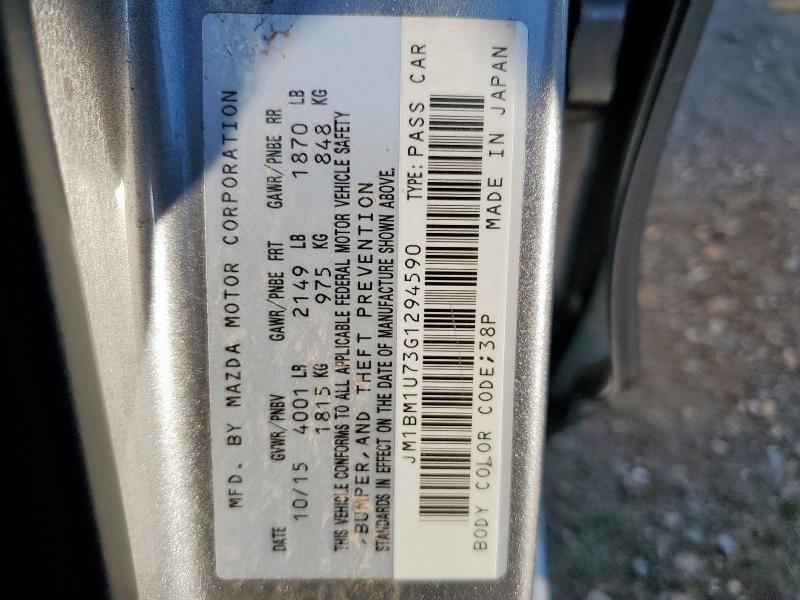 MFD. BY MAZDA MOTOR CORPORATION
DATE GVWR/PNBV GAWR/PNBE FRT GAWR/PNBE RR
10/15 4001 LB 2149 LB 1870 LB
1815 KG 975 KG 848 KG
THIS VEHICLE CONFORMS TO ALL APPLICABLE FEDERAL MOTOR VEHICLE SAFETY
,BUMPER, AND THEFT PREVENTION
STANDARDS IN EFFECT ON THE DATE OF MANUFACTURE SHOWN ABOVE.
JM1BM1U73G1294590 TYPE: PASS CAR
BODY COLOR CODE;38P MADE IN JAPAN